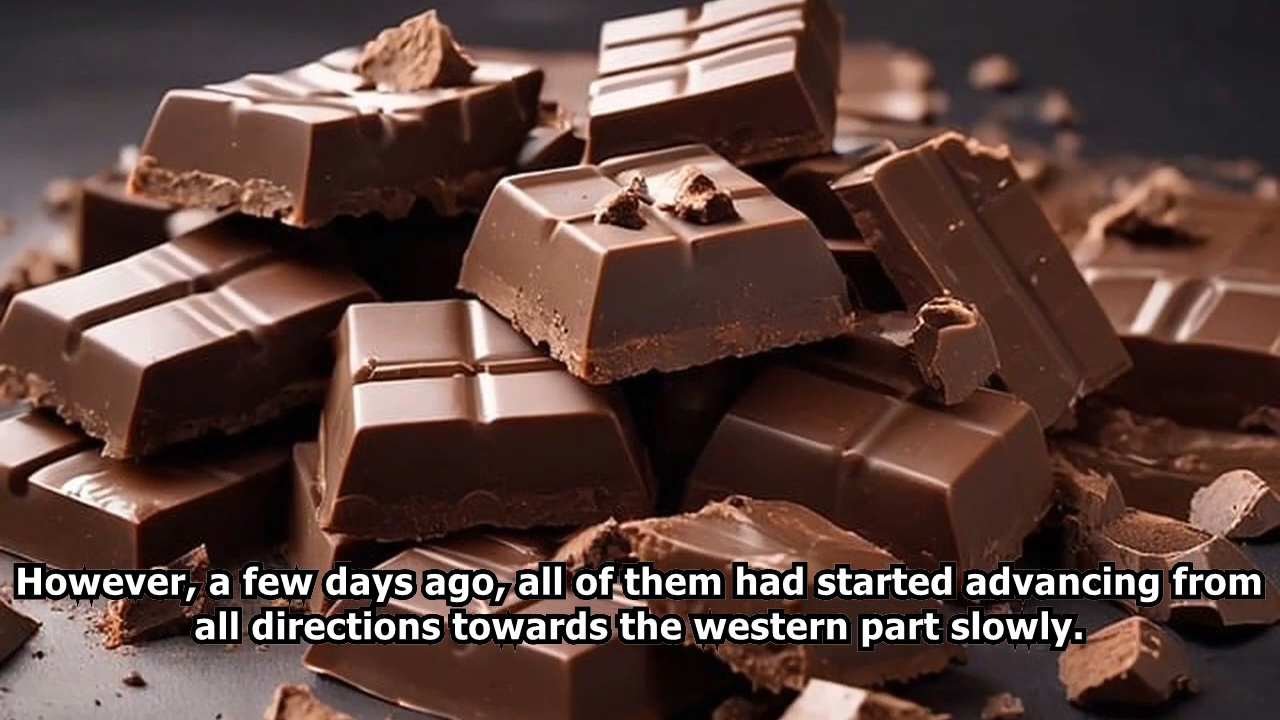 However, a few days ago, all of them had started advancing from
all directions towards the western part slowly.